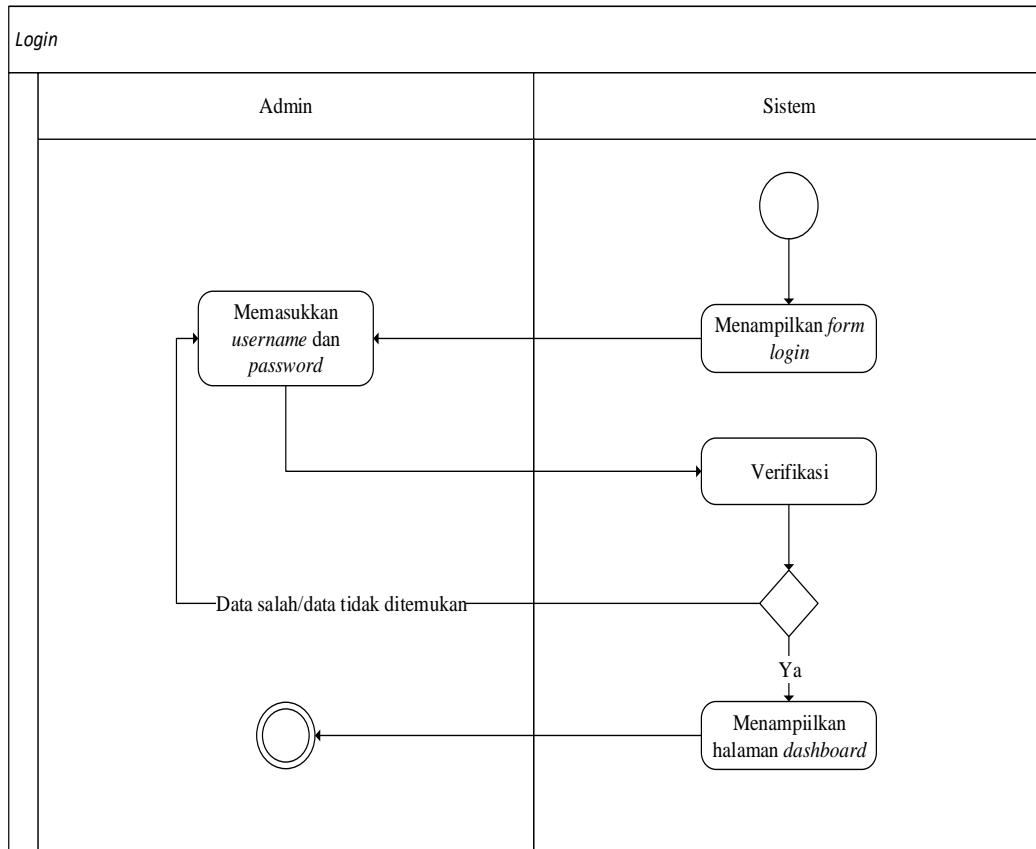 Login
Admin
Sistem
Memasukkan
username dan
password
Menampilkan form
login
Verifikasi
Data salah/data tidak ditemukan
Ya
Menampiilkan
halaman dashboard